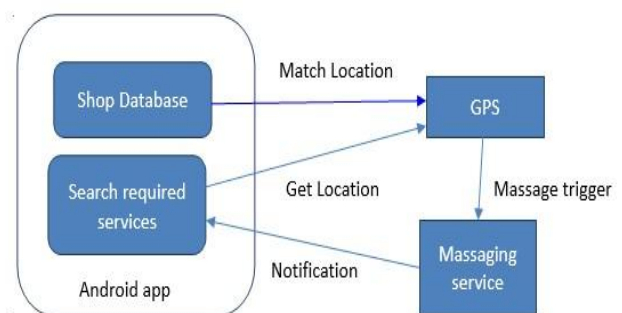 Match Location
Shop Database
GPS
Search required
services
Get Location
Massage trigger
Massaging
service
Notification
Android app